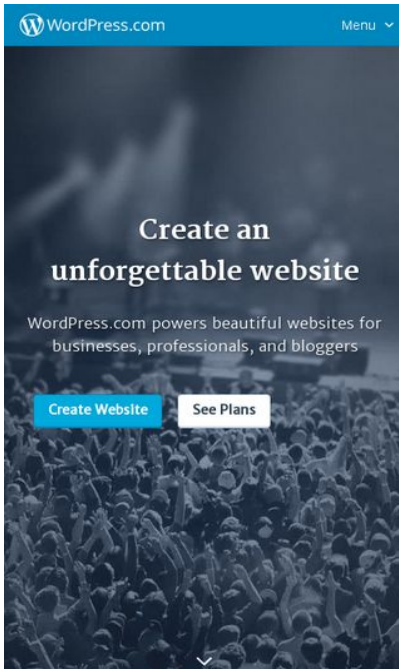 WordPress.com
Menu
Create an
unforgettable website
WordPress.com powers beautiful websites for
businesses, professionals, and bloggers
Create Website
See Plans